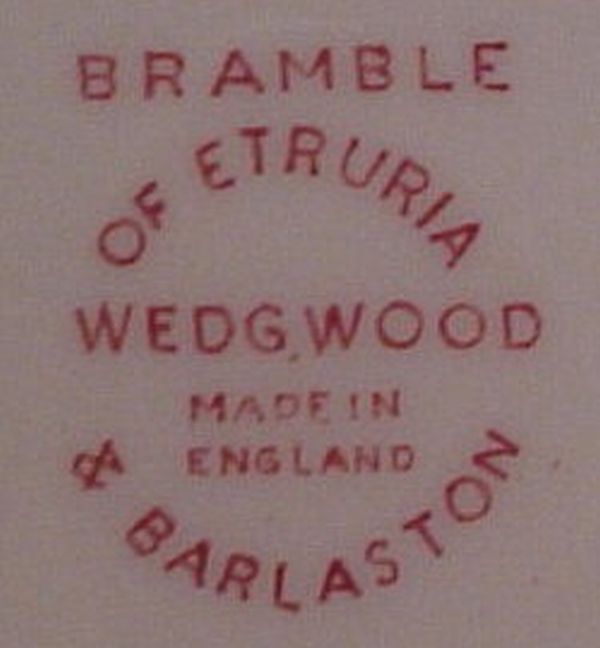 BRAMBLE
OF ETRURIA
WEDGWOOD
MADE IN
ENGLAND
& BARLASTON